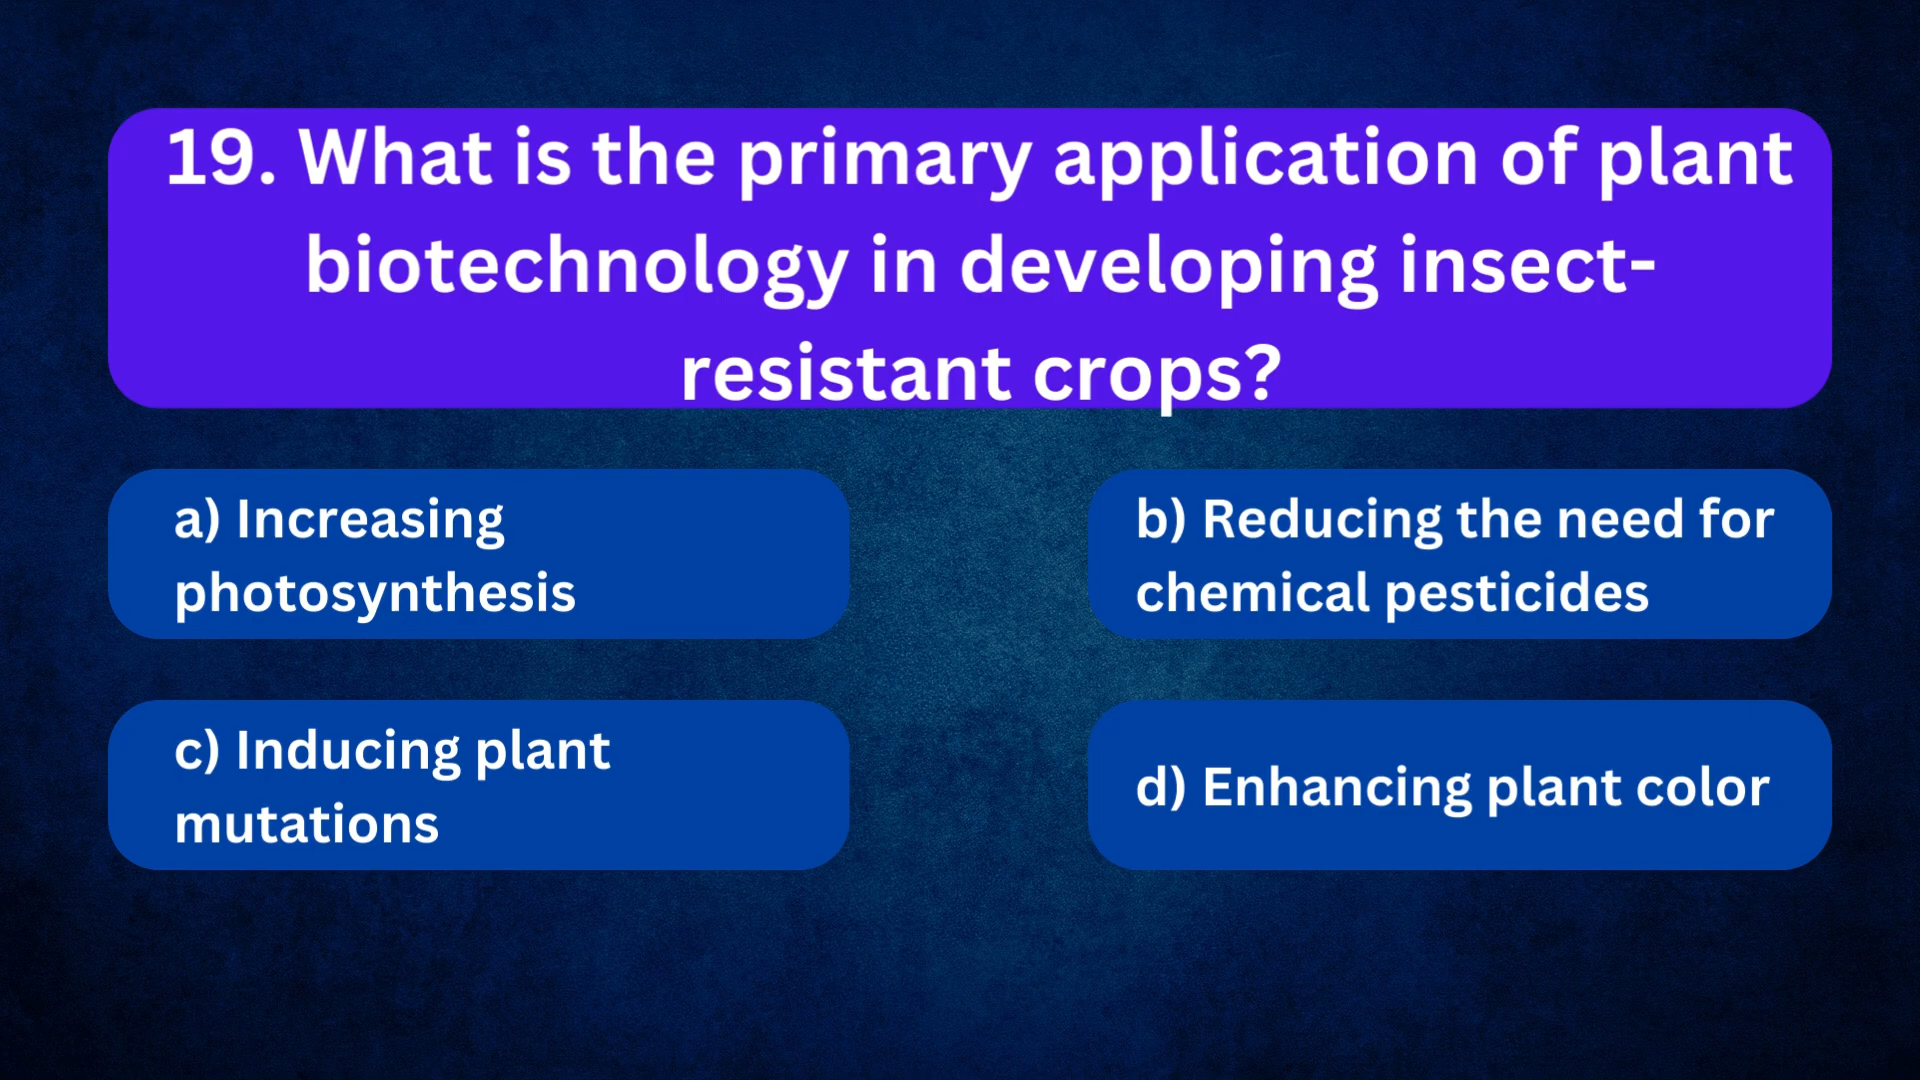 19. What is the primary application of plant
biotechnology in developing insect-
resistant crops?
a) Increasing
photosynthesis
b) Reducing the need for
chemical pesticides
c) Inducing plant
mutations
d) Enhancing plant color